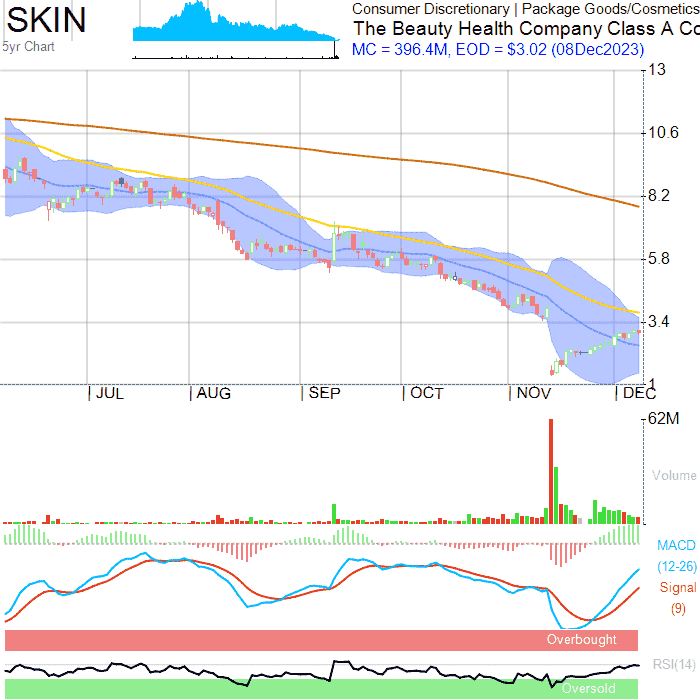 SKIN
5yr Chart
Consumer Discretionary | Package Goods/Cosmetics
The Beauty Health Company Class A Co
MC = 396.4M, EOD = $3.02 (08Dec2023)
13
10.6
8.2
5.8
3.4
1
JUL AUG SEP OCT NOV DEC
62M
Volume
MACD
(12-26)
Signal
(9)
Overbought
RSI(14)
Oversold